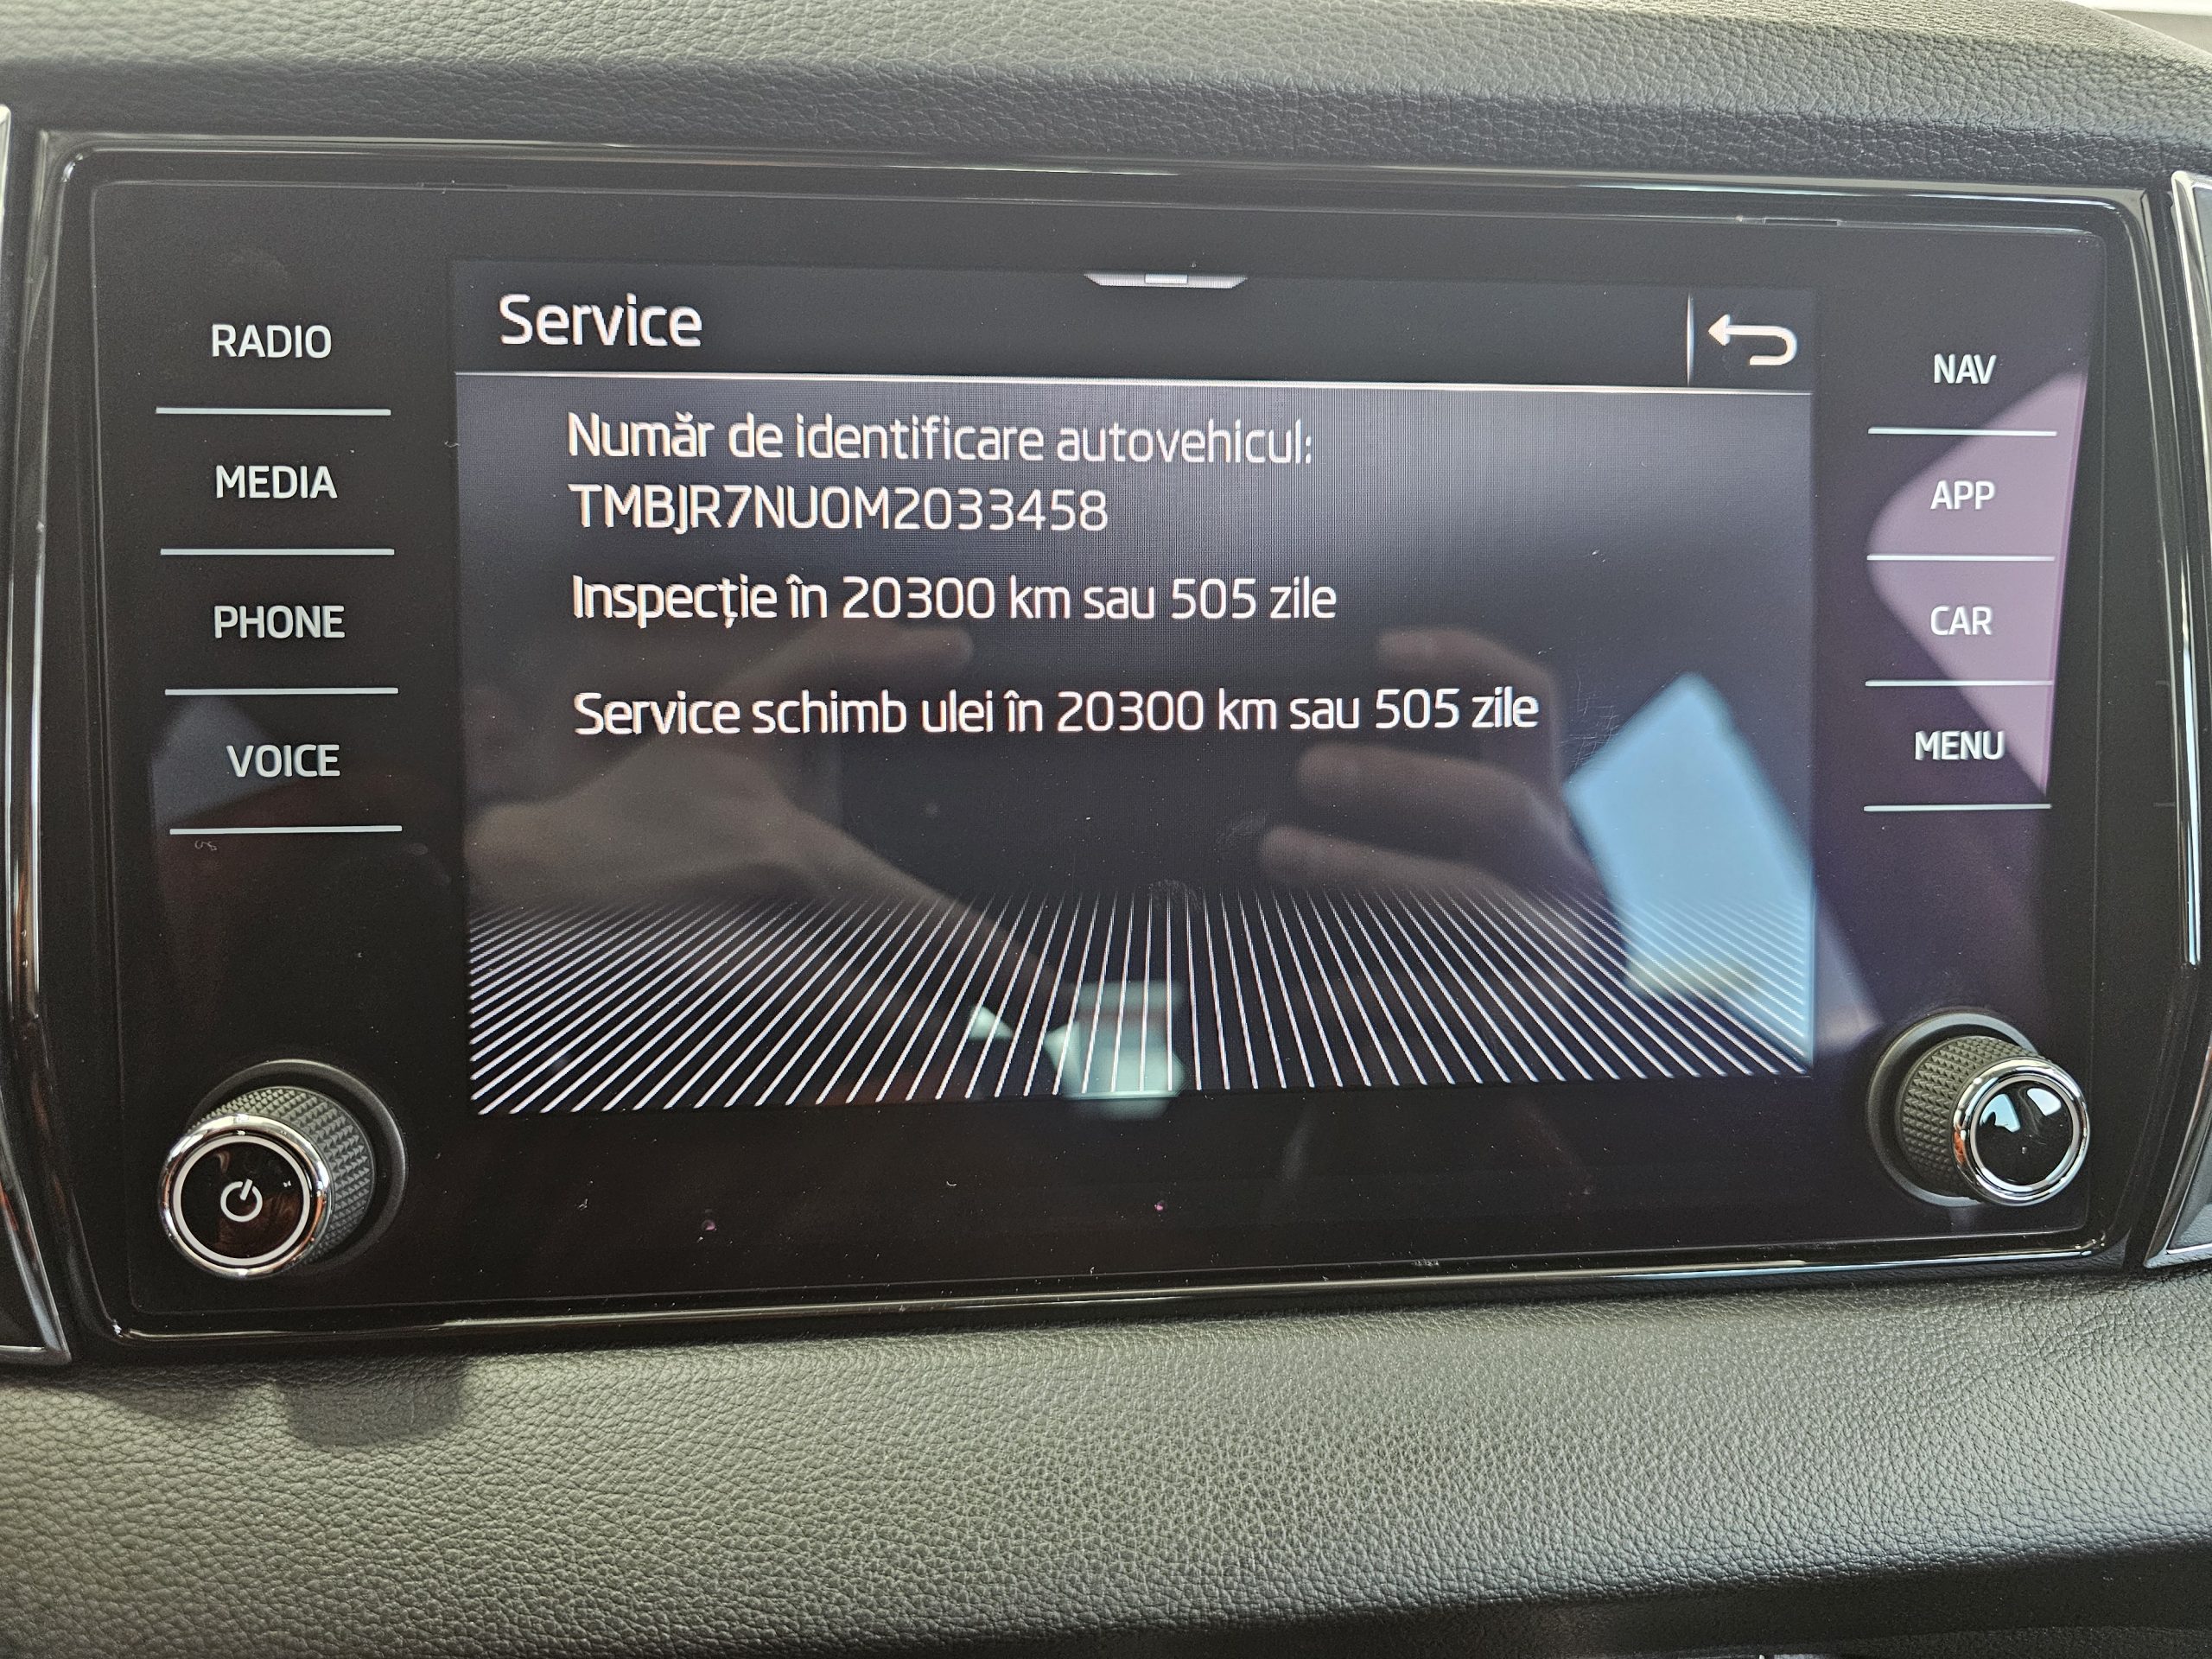 Service
RADIO
MEDIA
PHONE
VOICE
Număr de identificare autovehicul:
TMBJR7NU0M2033458
Inspecție în 20300 km sau 505 zile
Service schimb ulei în 20300 km sau 505 zile
NAV
APP
CAR
MENU